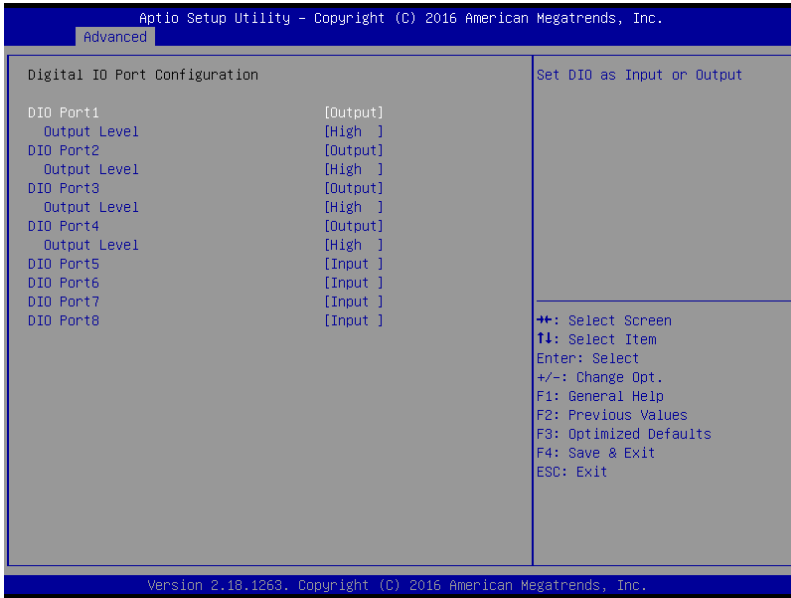 Aptio Setup Utility – Copyright (C) 2016 American Megatrends, Inc.
Advanced
Digital IO Port Configuration
DIO Port1 [Output]
Output Level [High ]
DIO Port2 [Output]
Output Level [High ]
DIO Port3 [Output]
Output Level [High ]
DIO Port4 [Output]
Output Level [High ]
DIO Port5 [Input ]
DIO Port6 [Input ]
DIO Port7 [Input ]
DIO Port8 [Input ]
Set DIO as Input or Output
→←: Select Screen
↑↓: Select Item
Enter: Select
+/-: Change Opt.
F1: General Help
F2: Previous Values
F3: Optimized Defaults
F4: Save & Exit
ESC: Exit
Version 2.18.1263. Copyright (C) 2016 American Megatrends, Inc.